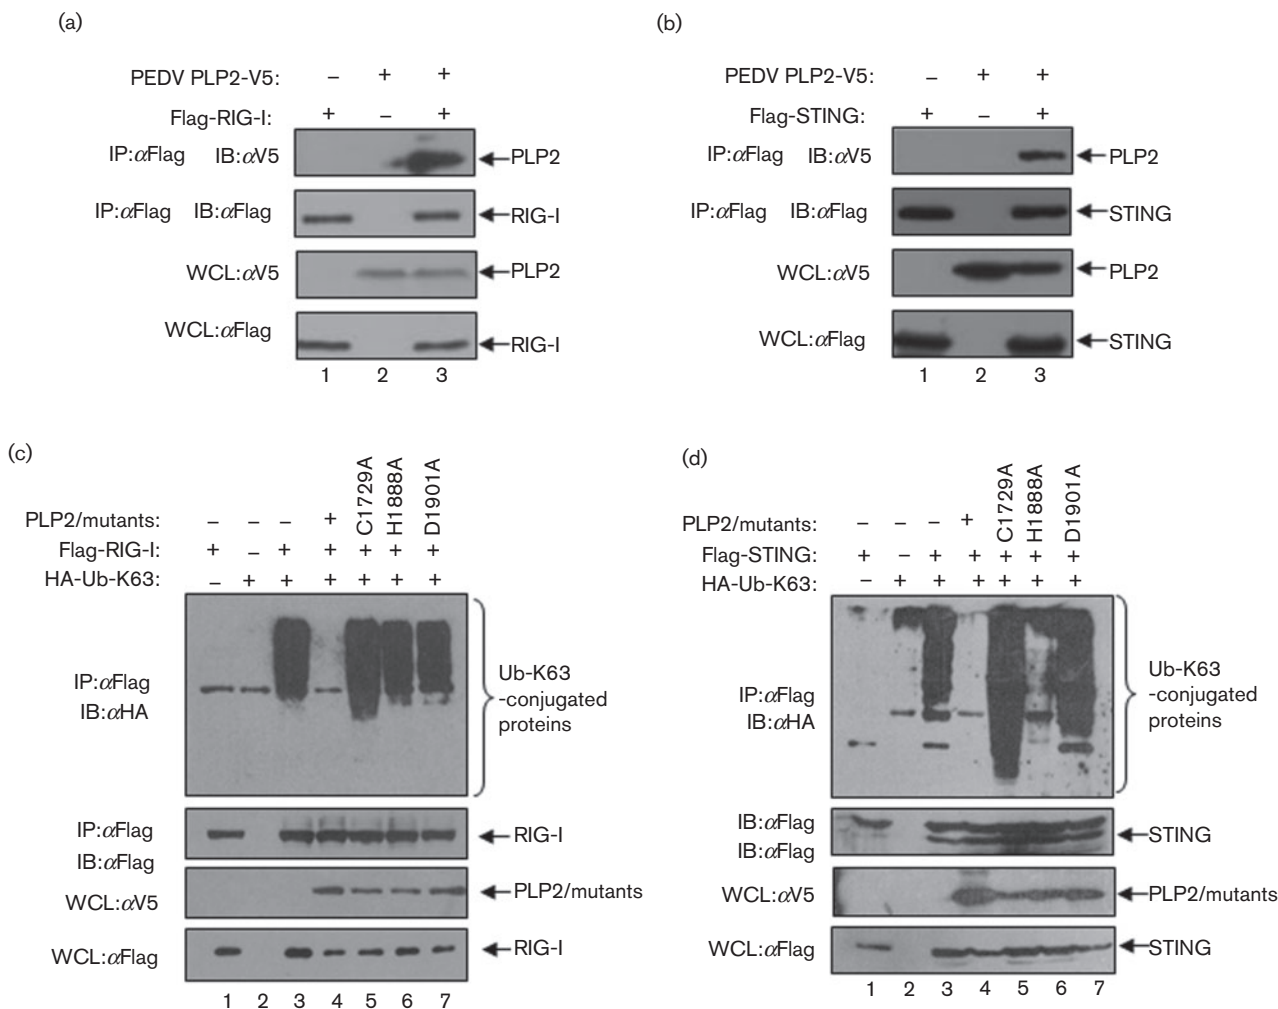 (a)
PEDV PLP2-V5: – + +
Flag-RIG-I: + – +
IP:αFlag IB:αV5 PLP2
IP:αFlag IB:αFlag RIG-I
WCL:αV5 PLP2
WCL:αFlag RIG-I
1 2 3
(b)
PEDV PLP2-V5: – + +
Flag-STING: + – +
IP:αFlag IB:αV5 PLP2
IP:αFlag IB:αFlag STING
WCL:αV5 PLP2
WCL:αFlag STING
1 2 3
(c)
PLP2/mutants: – – – + C1729A H1888A D1901A
Flag-RIG-I: + – + + + + +
HA-Ub-K63: – + + + + + +
IP:αFlag
IB:αHA
Ub-K63
-conjugated
proteins
IP:αFlag
IB:αFlag
RIG-I
WCL:αV5 PLP2/mutants
WCL:αFlag RIG-I
1 2 3 4 5 6 7
(d)
PLP2/mutants: – – – + C1729A H1888A D1901A
Flag-STING: + – + + + + +
HA-Ub-K63: – + + + + + +
IP:αFlag
IB:αHA
Ub-K63
-conjugated
proteins
IB:αFlag
IB:αFlag
STING
WCL:αV5 PLP2/mutants
WCL:αFlag STING
1 2 3 4 5 6 7